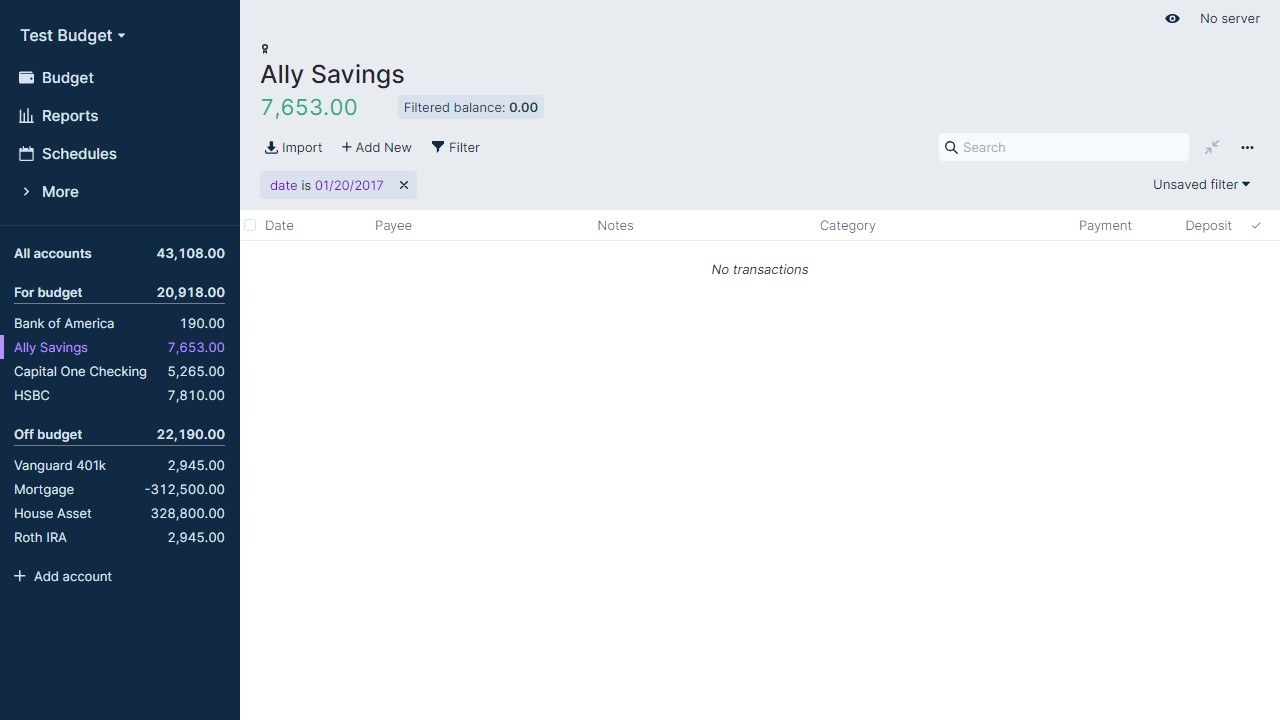 Test Budget
Budget
Reports
Schedules
More
All accounts 43,108.00
For budget 20,918.00
Bank of America 190.00
Ally Savings 7,653.00
Capital One Checking 5,265.00
HSBC 7,810.00
Off budget 22,190.00
Vanguard 401k 2,945.00
Mortgage -312,500.00
House Asset 328,800.00
Roth IRA 2,945.00
Add account
No server
Ally Savings
7,653.00 Filtered balance: 0.00
Import Add New Filter Search
date is 01/20/2017 Unsaved filter
Date Payee Notes Category Payment Deposit
No transactions